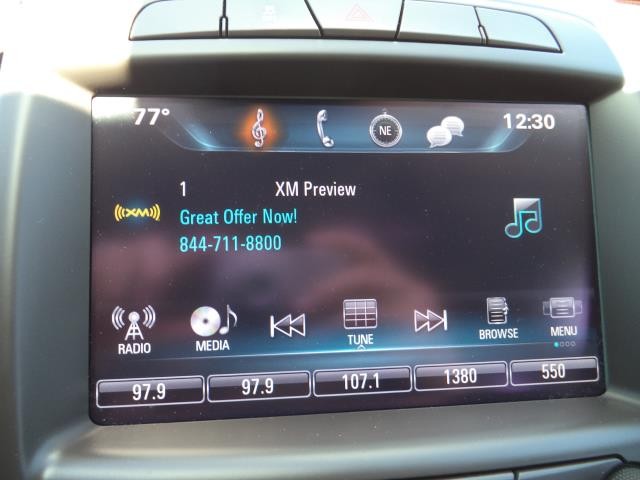 77° NE 12:30
1 XM Preview
((XM)) Great Offer Now!
844-711-8800
RADIO MEDIA TUNE BROWSE MENU
97.9 97.9 107.1 1380 550